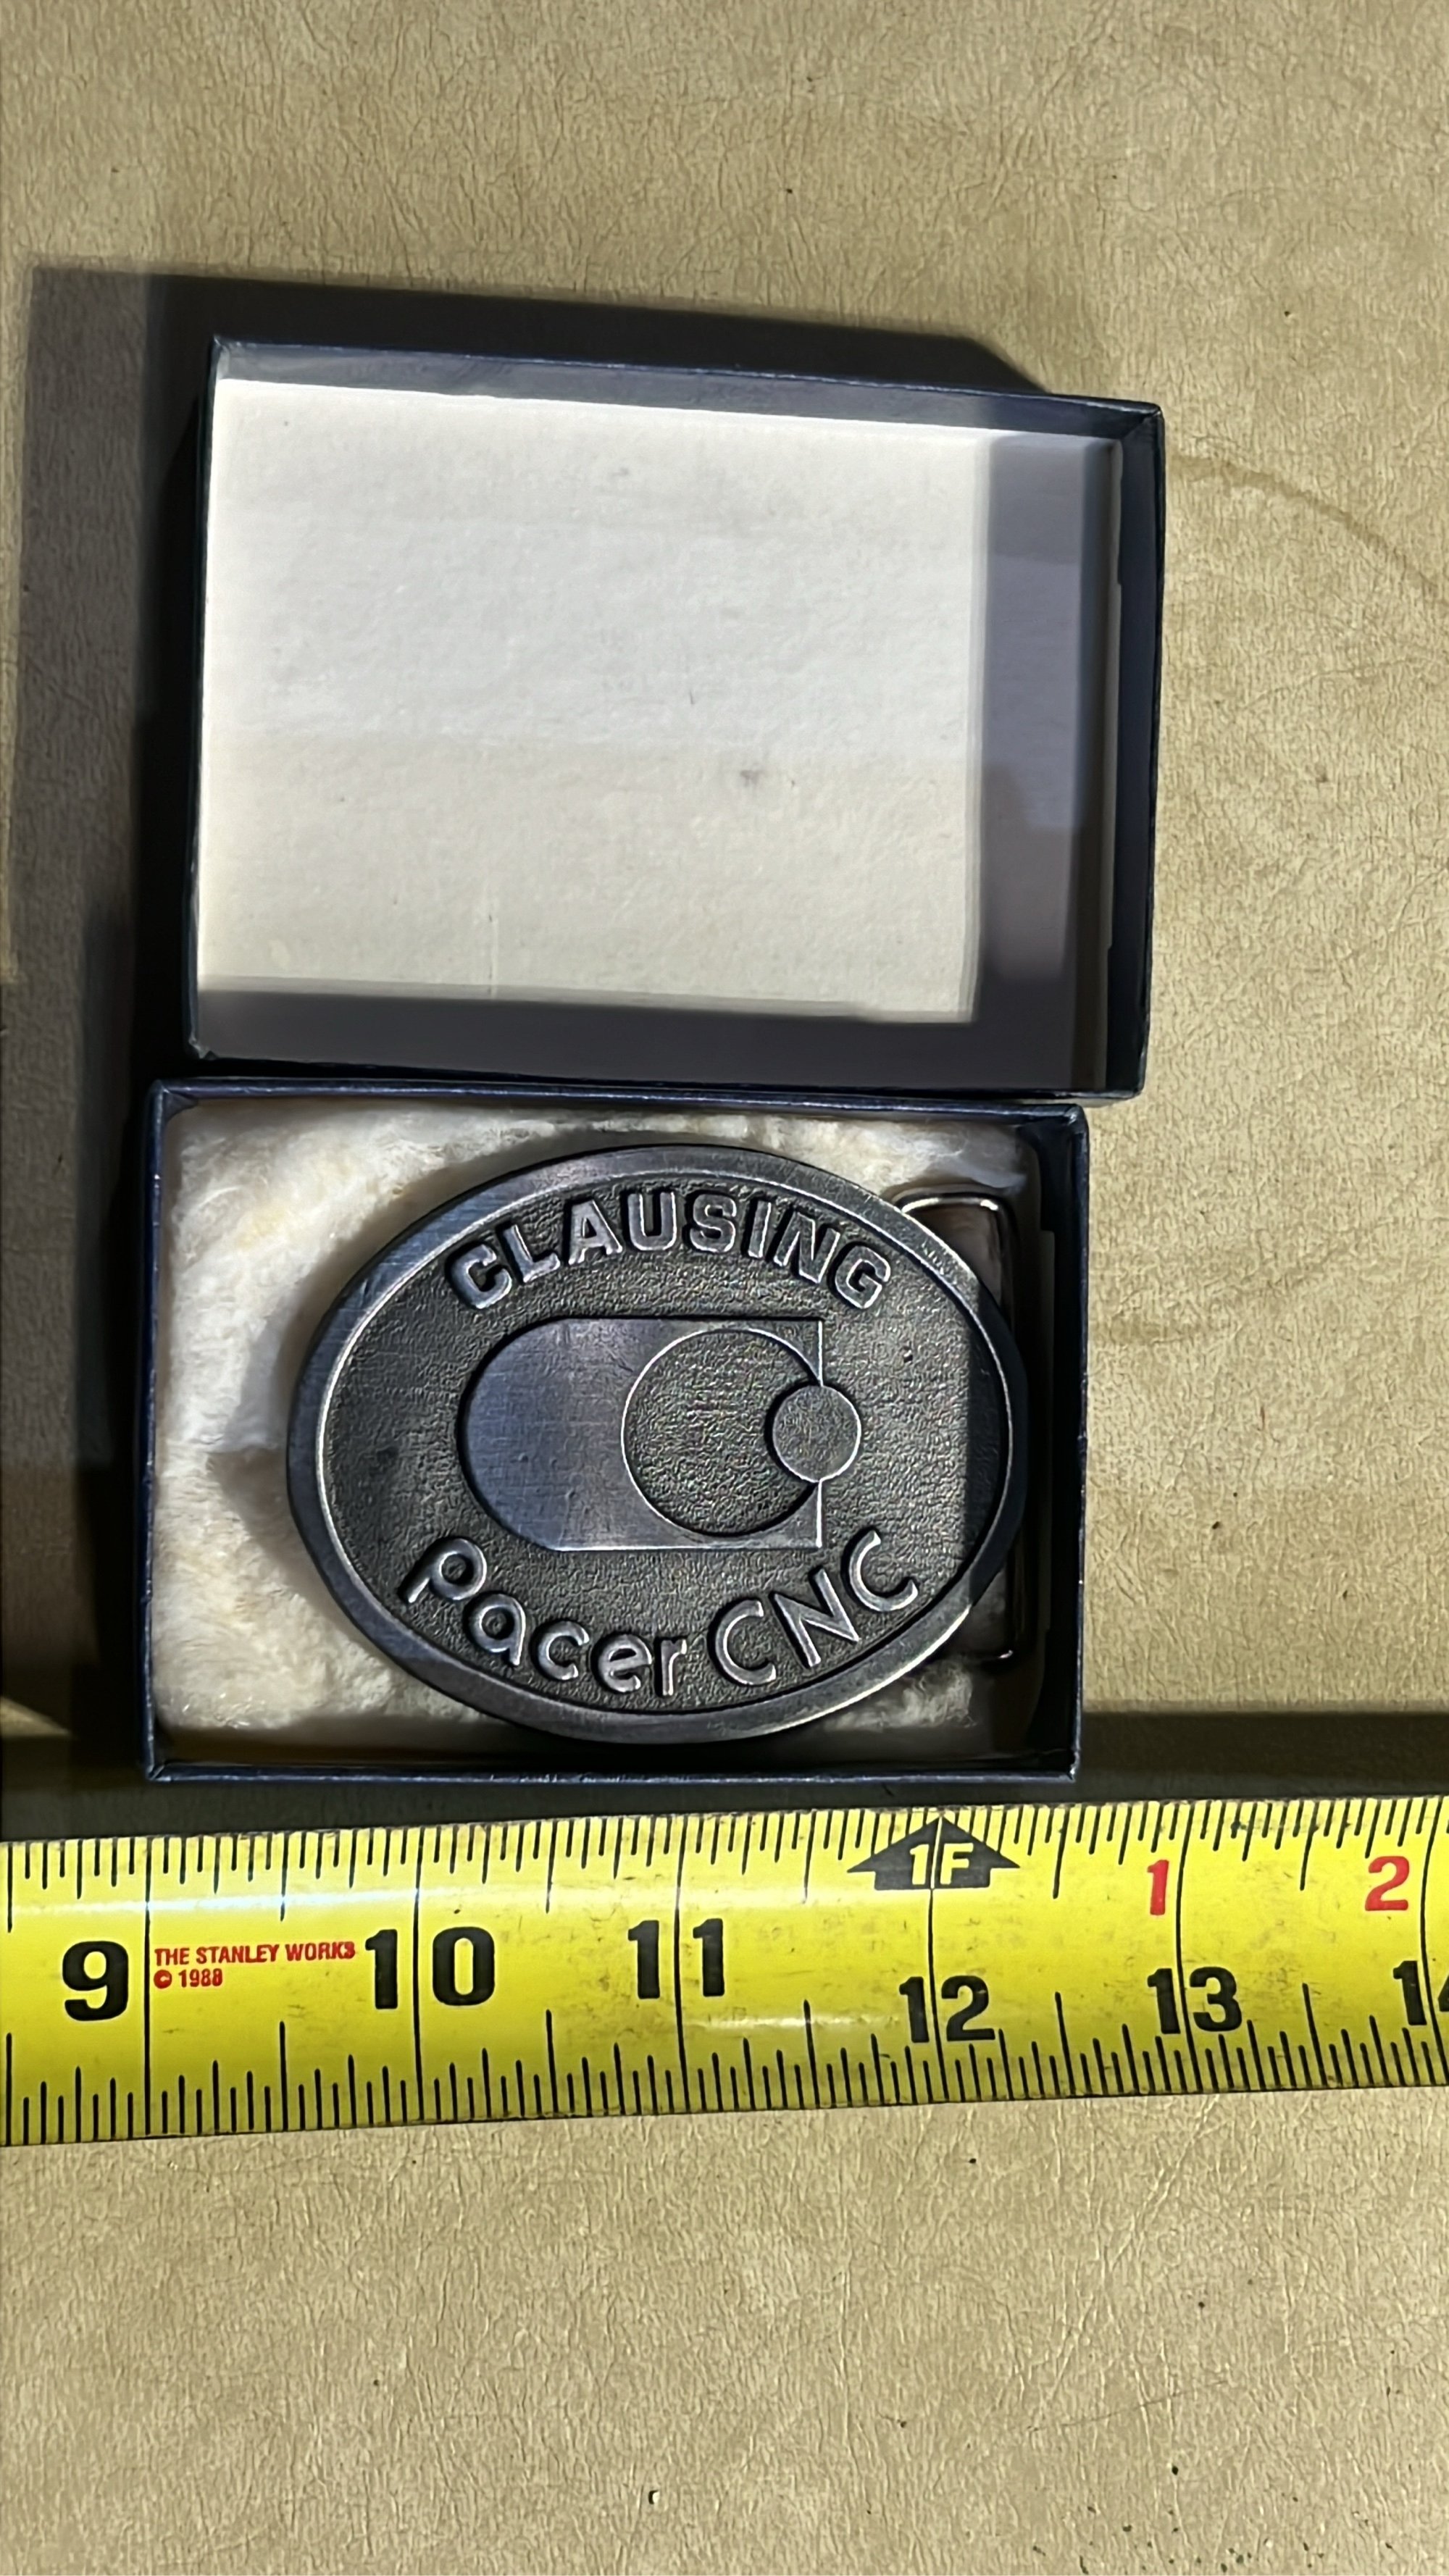 CLAUSING
Pacer CNC
1F
1 2
9 THE STANLEY WORKS 10 11 12 13
© 1988